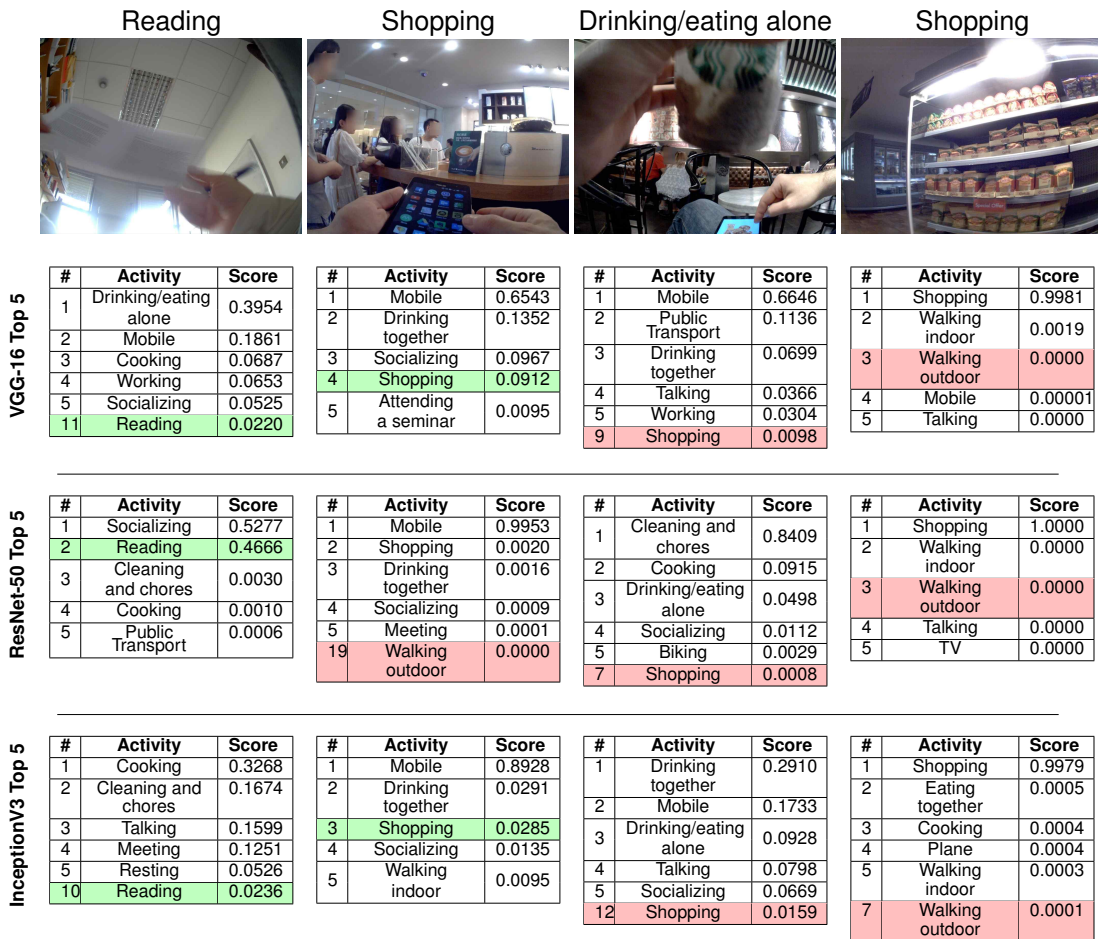 Reading
Shopping
Drinking/eating alone
Shopping
VGG-16 Top 5
# Activity Score
1 Drinking/eating alone 0.3954
2 Mobile 0.1861
3 Cooking 0.0687
4 Working 0.0653
5 Socializing 0.0525
11 Reading 0.0220
# Activity Score
1 Mobile 0.6543
2 Drinking together 0.1352
3 Socializing 0.0967
4 Shopping 0.0912
5 Attending a seminar 0.0095
# Activity Score
1 Mobile 0.6646
2 Public Transport 0.1136
3 Drinking together 0.0699
4 Talking 0.0366
5 Working 0.0304
9 Shopping 0.0098
# Activity Score
1 Shopping 0.9981
2 Walking indoor 0.0019
3 Walking outdoor 0.0000
4 Mobile 0.00001
5 Talking 0.0000
ResNet-50 Top 5
# Activity Score
1 Socializing 0.5277
2 Reading 0.4666
3 Cleaning and chores 0.0030
4 Cooking 0.0010
5 Public Transport 0.0006
# Activity Score
1 Mobile 0.9953
2 Shopping 0.0020
3 Drinking together 0.0016
4 Socializing 0.0009
5 Meeting 0.0001
19 Walking outdoor 0.0000
# Activity Score
1 Cleaning and chores 0.8409
2 Cooking 0.0915
3 Drinking/eating alone 0.0498
4 Socializing 0.0112
5 Biking 0.0029
7 Shopping 0.0008
# Activity Score
1 Shopping 1.0000
2 Walking indoor 0.0000
3 Walking outdoor 0.0000
4 Talking 0.0000
5 TV 0.0000
InceptionV3 Top 5
# Activity Score
1 Cooking 0.3268
2 Cleaning and chores 0.1674
3 Talking 0.1599
4 Meeting 0.1251
5 Resting 0.0526
10 Reading 0.0236
# Activity Score
1 Mobile 0.8928
2 Drinking together 0.0291
3 Shopping 0.0285
4 Socializing 0.0135
5 Walking indoor 0.0095
# Activity Score
1 Drinking together 0.2910
2 Mobile 0.1733
3 Drinking/eating alone 0.0928
4 Talking 0.0798
5 Socializing 0.0669
12 Shopping 0.0159
# Activity Score
1 Shopping 0.9979
2 Eating together 0.0005
3 Cooking 0.0004
4 Plane 0.0004
5 Walking indoor 0.0003
7 Walking outdoor 0.0001